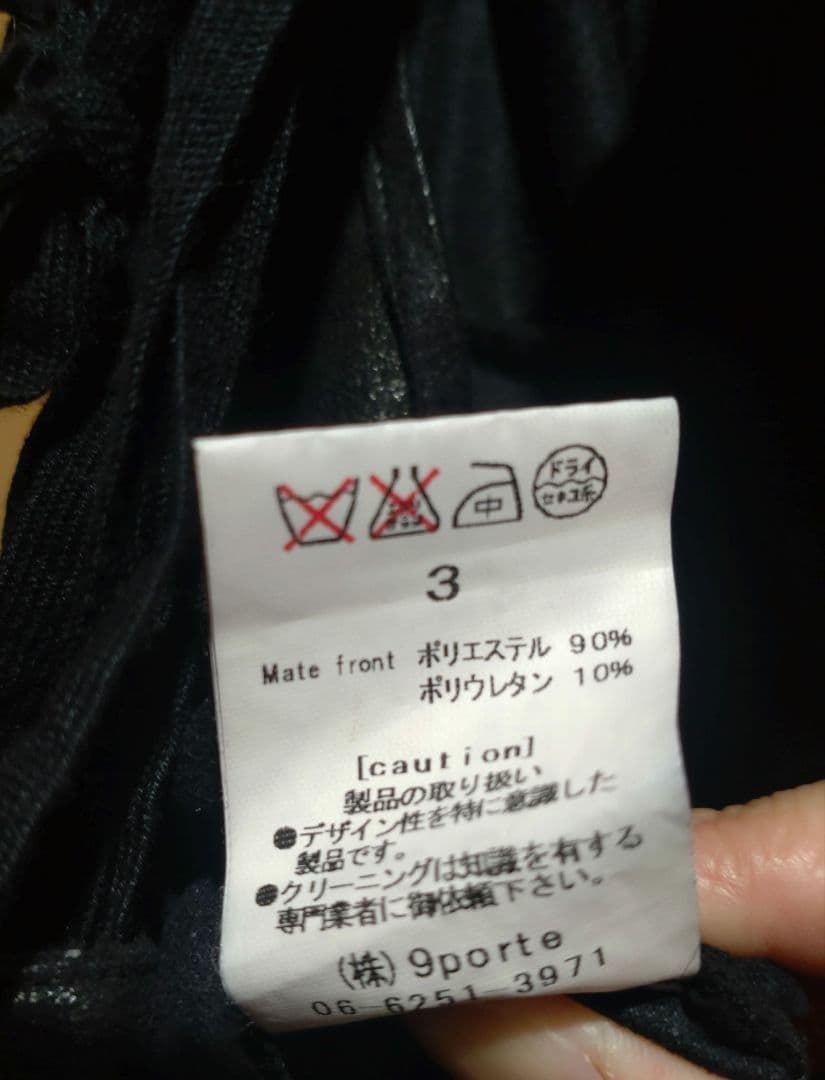 中
ドライ
セキユ系
3
Mate front ポリエステル 90%
ポリウレタン 10%
[caution]
製品の取り扱い
●デザイン性を特に意識した
製品です。
●クリーニングは知識を有する
専門業者に御依頼下さい。
(株)9porte
06-6251-3971